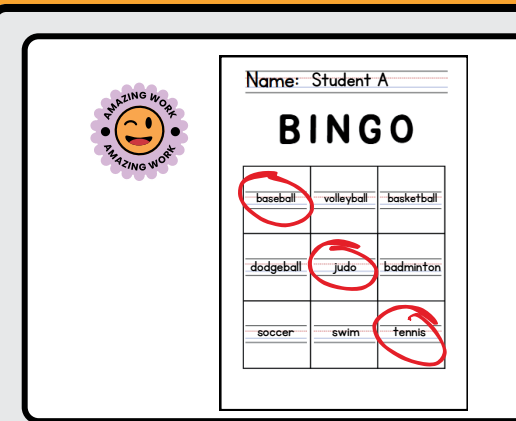 AMAZING WORK
AMAZING WORK
Name: Student A
BINGO
baseball volleyball basketball
dodgeball judo badminton
soccer swim tennis